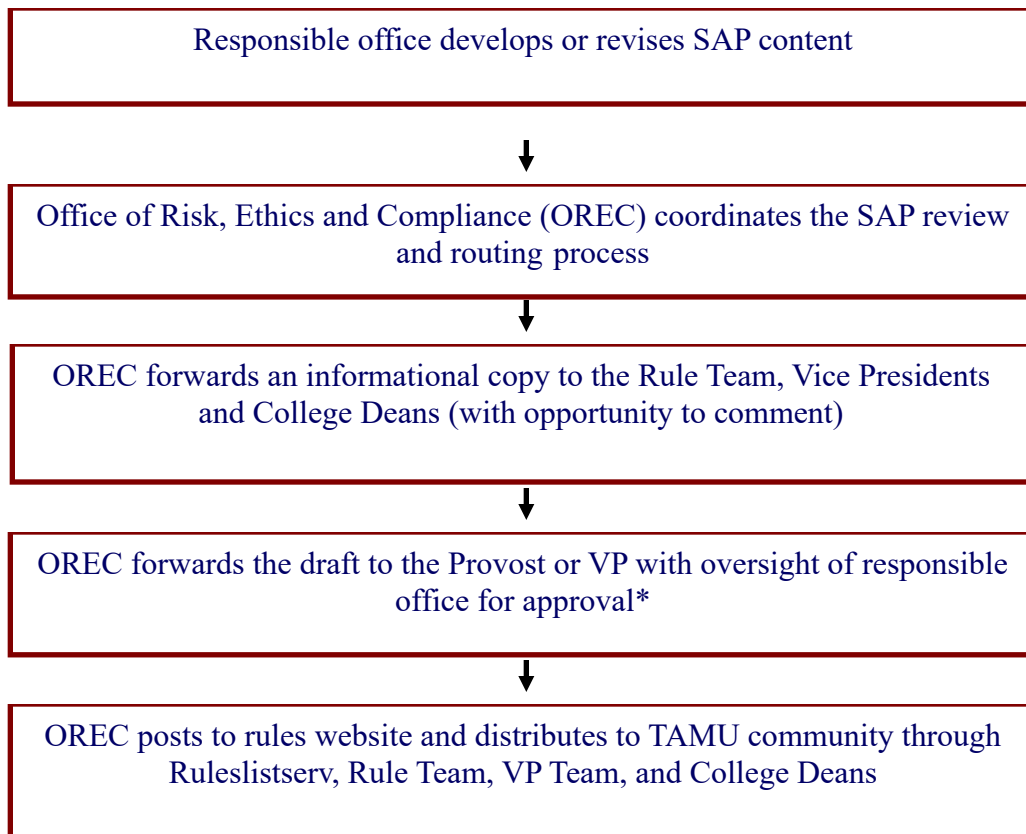 Responsible office develops or revises SAP content
Office of Risk, Ethics and Compliance (OREC) coordinates the SAP review
and routing process
OREC forwards an informational copy to the Rule Team, Vice Presidents
and College Deans (with opportunity to comment)
OREC forwards the draft to the Provost or VP with oversight of responsible
office for approval*
OREC posts to rules website and distributes to TAMU community through
Ruleslistserv, Rule Team, VP Team, and College Deans